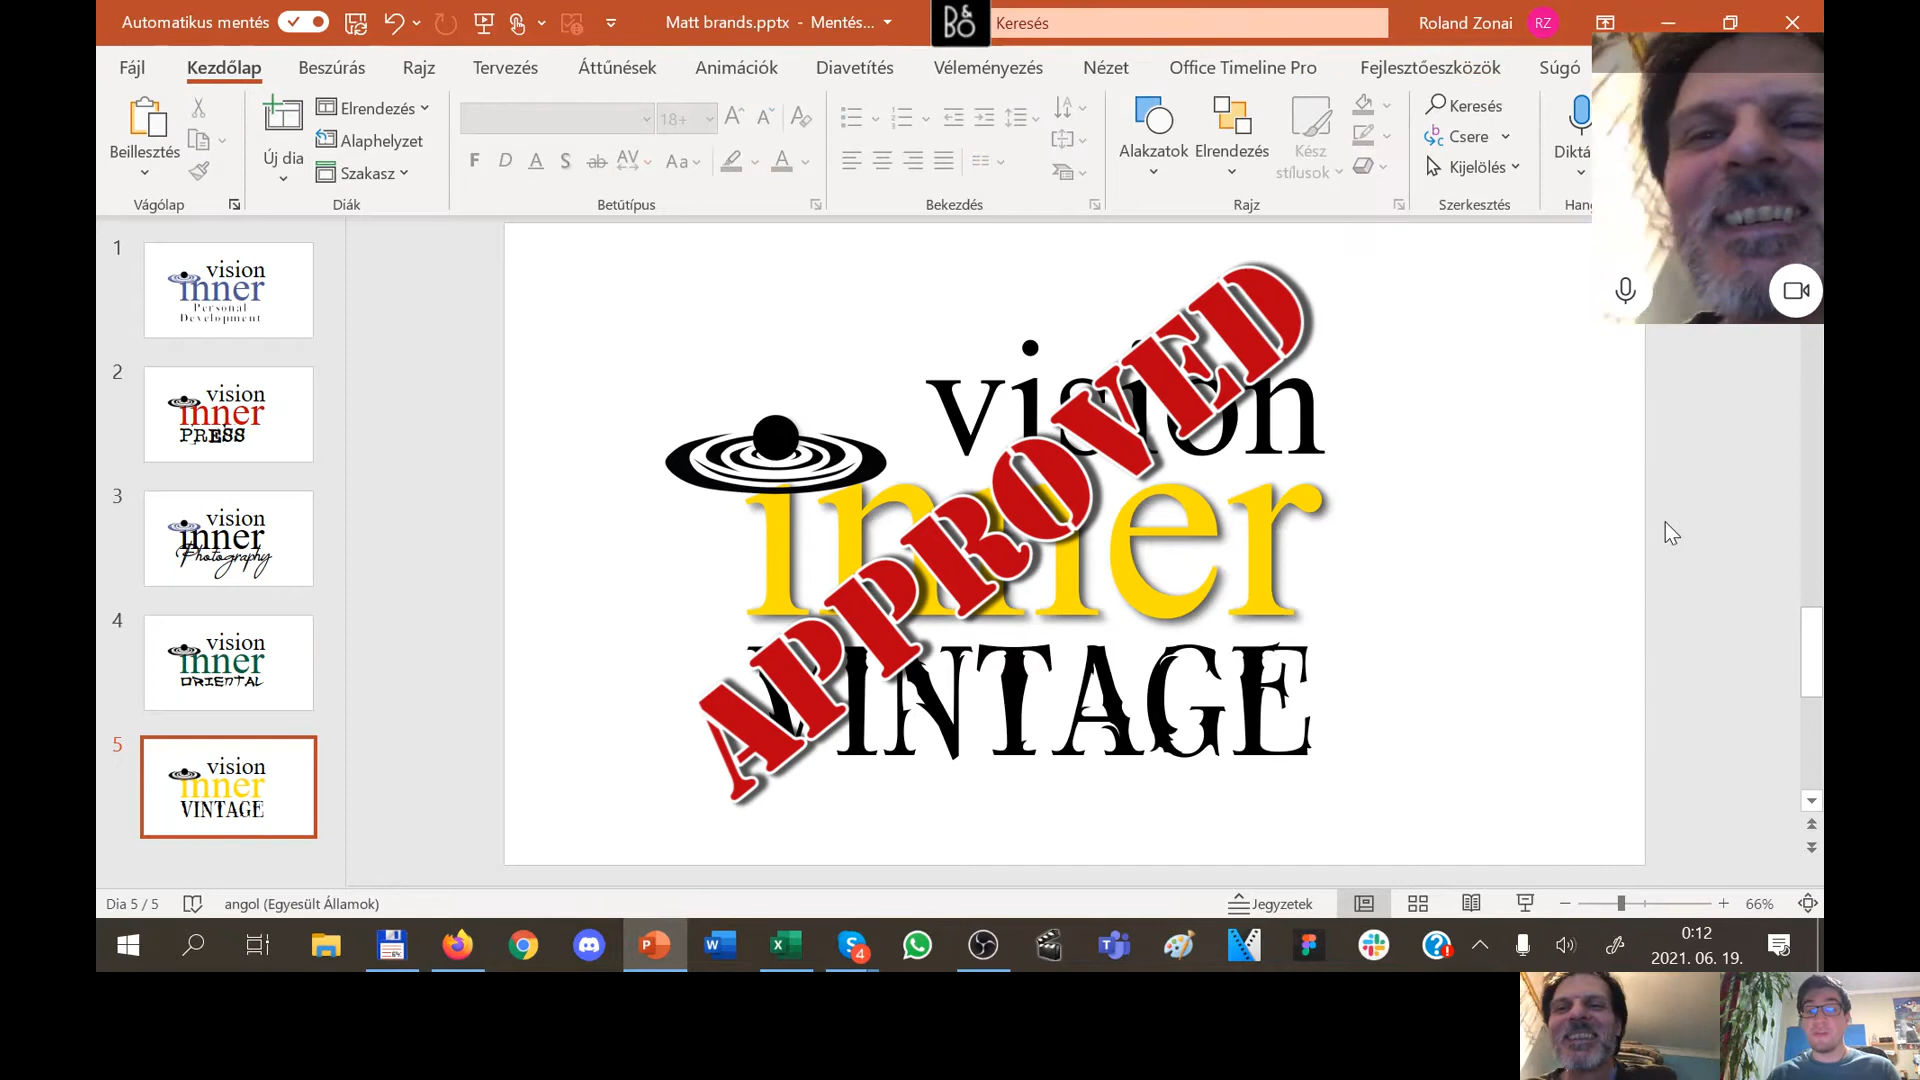 Automatikus mentés
Matt brands.pptx - Mentés...
B&O
Keresés
Roland Zonai
RZ
Fájl
Kezdőlap
Beszúrás
Rajz
Tervezés
Áttűnések
Animációk
Diavetítés
Véleményezés
Nézet
Office Timeline Pro
Fejlesztőeszközök
Súgó
Beillesztés
Vágólap
Új dia
Elrendezés
Alaphelyzet
Szakasz
Diák
18+
F D A S ab AV Aa A
Betűtípus
Bekezdés
Alakzatok
Elrendezés
Kész
stílusok
Rajz
Keresés
Csere
Kijelölés
Szerkesztés
Diktá
Han
1
vision
inner
Personal
Development
2
vision
inner
PRESS
3
vision
inner
Photography
4
vision
inner
ORIENTAL
5
vision
inner
VINTAGE
vision
inner
VINTAGE
APPROVED
Dia 5 / 5
angol (Egyesült Államok)
Jegyzetek
66%
4
0:12
2021. 06. 19.